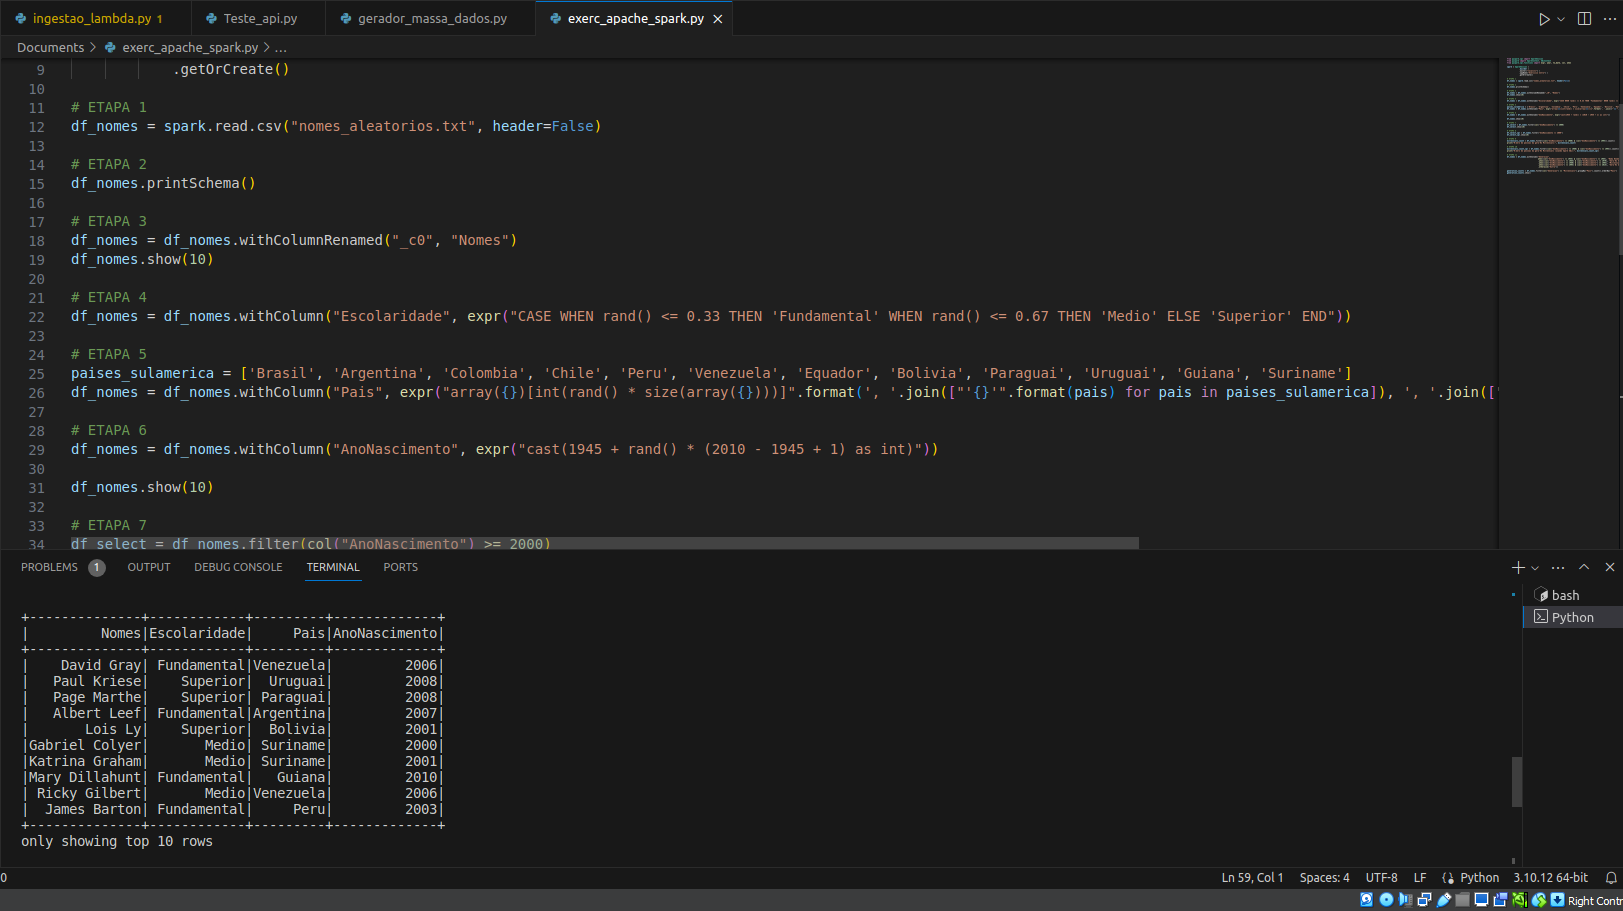 ingestao_lambda.py 1 Teste_api.py gerador_massa_dados.py exerc_apache_spark.py
Documents > exerc_apache_spark.py > ...
9 .getOrCreate()
10
11 # ETAPA 1
12 df_nomes = spark.read.csv("nomes_aleatorios.txt", header=False)
13
14 # ETAPA 2
15 df_nomes.printSchema()
16
17 # ETAPA 3
18 df_nomes = df_nomes.withColumnRenamed("_c0", "Nomes")
19 df_nomes.show(10)
20
21 # ETAPA 4
22 df_nomes = df_nomes.withColumn("Escolaridade", expr("CASE WHEN rand() <= 0.33 THEN 'Fundamental' WHEN rand() <= 0.67 THEN 'Medio' ELSE 'Superior' END"))
23
24 # ETAPA 5
25 paises_sulamerica = ['Brasil', 'Argentina', 'Colombia', 'Chile', 'Peru', 'Venezuela', 'Equador', 'Bolivia', 'Paraguai', 'Uruguai', 'Guiana', 'Suriname']
26 df_nomes = df_nomes.withColumn("Pais", expr("array({})[int(rand() * size(array({})))]".format(', '.join(["'{}'".format(pais) for pais in paises_sulamerica]), ', '.join(["
27
28 # ETAPA 6
29 df_nomes = df_nomes.withColumn("AnoNascimento", expr("cast(1945 + rand() * (2010 - 1945 + 1) as int)"))
30
31 df_nomes.show(10)
32
33 # ETAPA 7
34 df_select = df_nomes.filter(col("AnoNascimento") >= 2000)
PROBLEMS 1 OUTPUT DEBUG CONSOLE TERMINAL PORTS
bash
Python
+--------------+------------+---------+-------------+
|         Nomes|Escolaridade|     Pais|AnoNascimento|
+--------------+------------+---------+-------------+
|    David Gray| Fundamental|Venezuela|         2006|
|   Paul Kriese|    Superior|  Uruguai|         2008|
|   Page Marthe|    Superior| Paraguai|         2008|
|   Albert Leef| Fundamental|Argentina|         2007|
|       Lois Ly|    Superior|  Bolivia|         2001|
|Gabriel Colyer|       Medio| Suriname|         2000|
|Katrina Graham|       Medio| Suriname|         2001|
|Mary Dillahunt| Fundamental|   Guiana|         2010|
| Ricky Gilbert|       Medio|Venezuela|         2006|
|  James Barton| Fundamental|     Peru|         2003|
+--------------+------------+---------+-------------+
only showing top 10 rows
0 Ln 59, Col 1 Spaces: 4 UTF-8 LF Python 3.10.12 64-bit
Right Contr